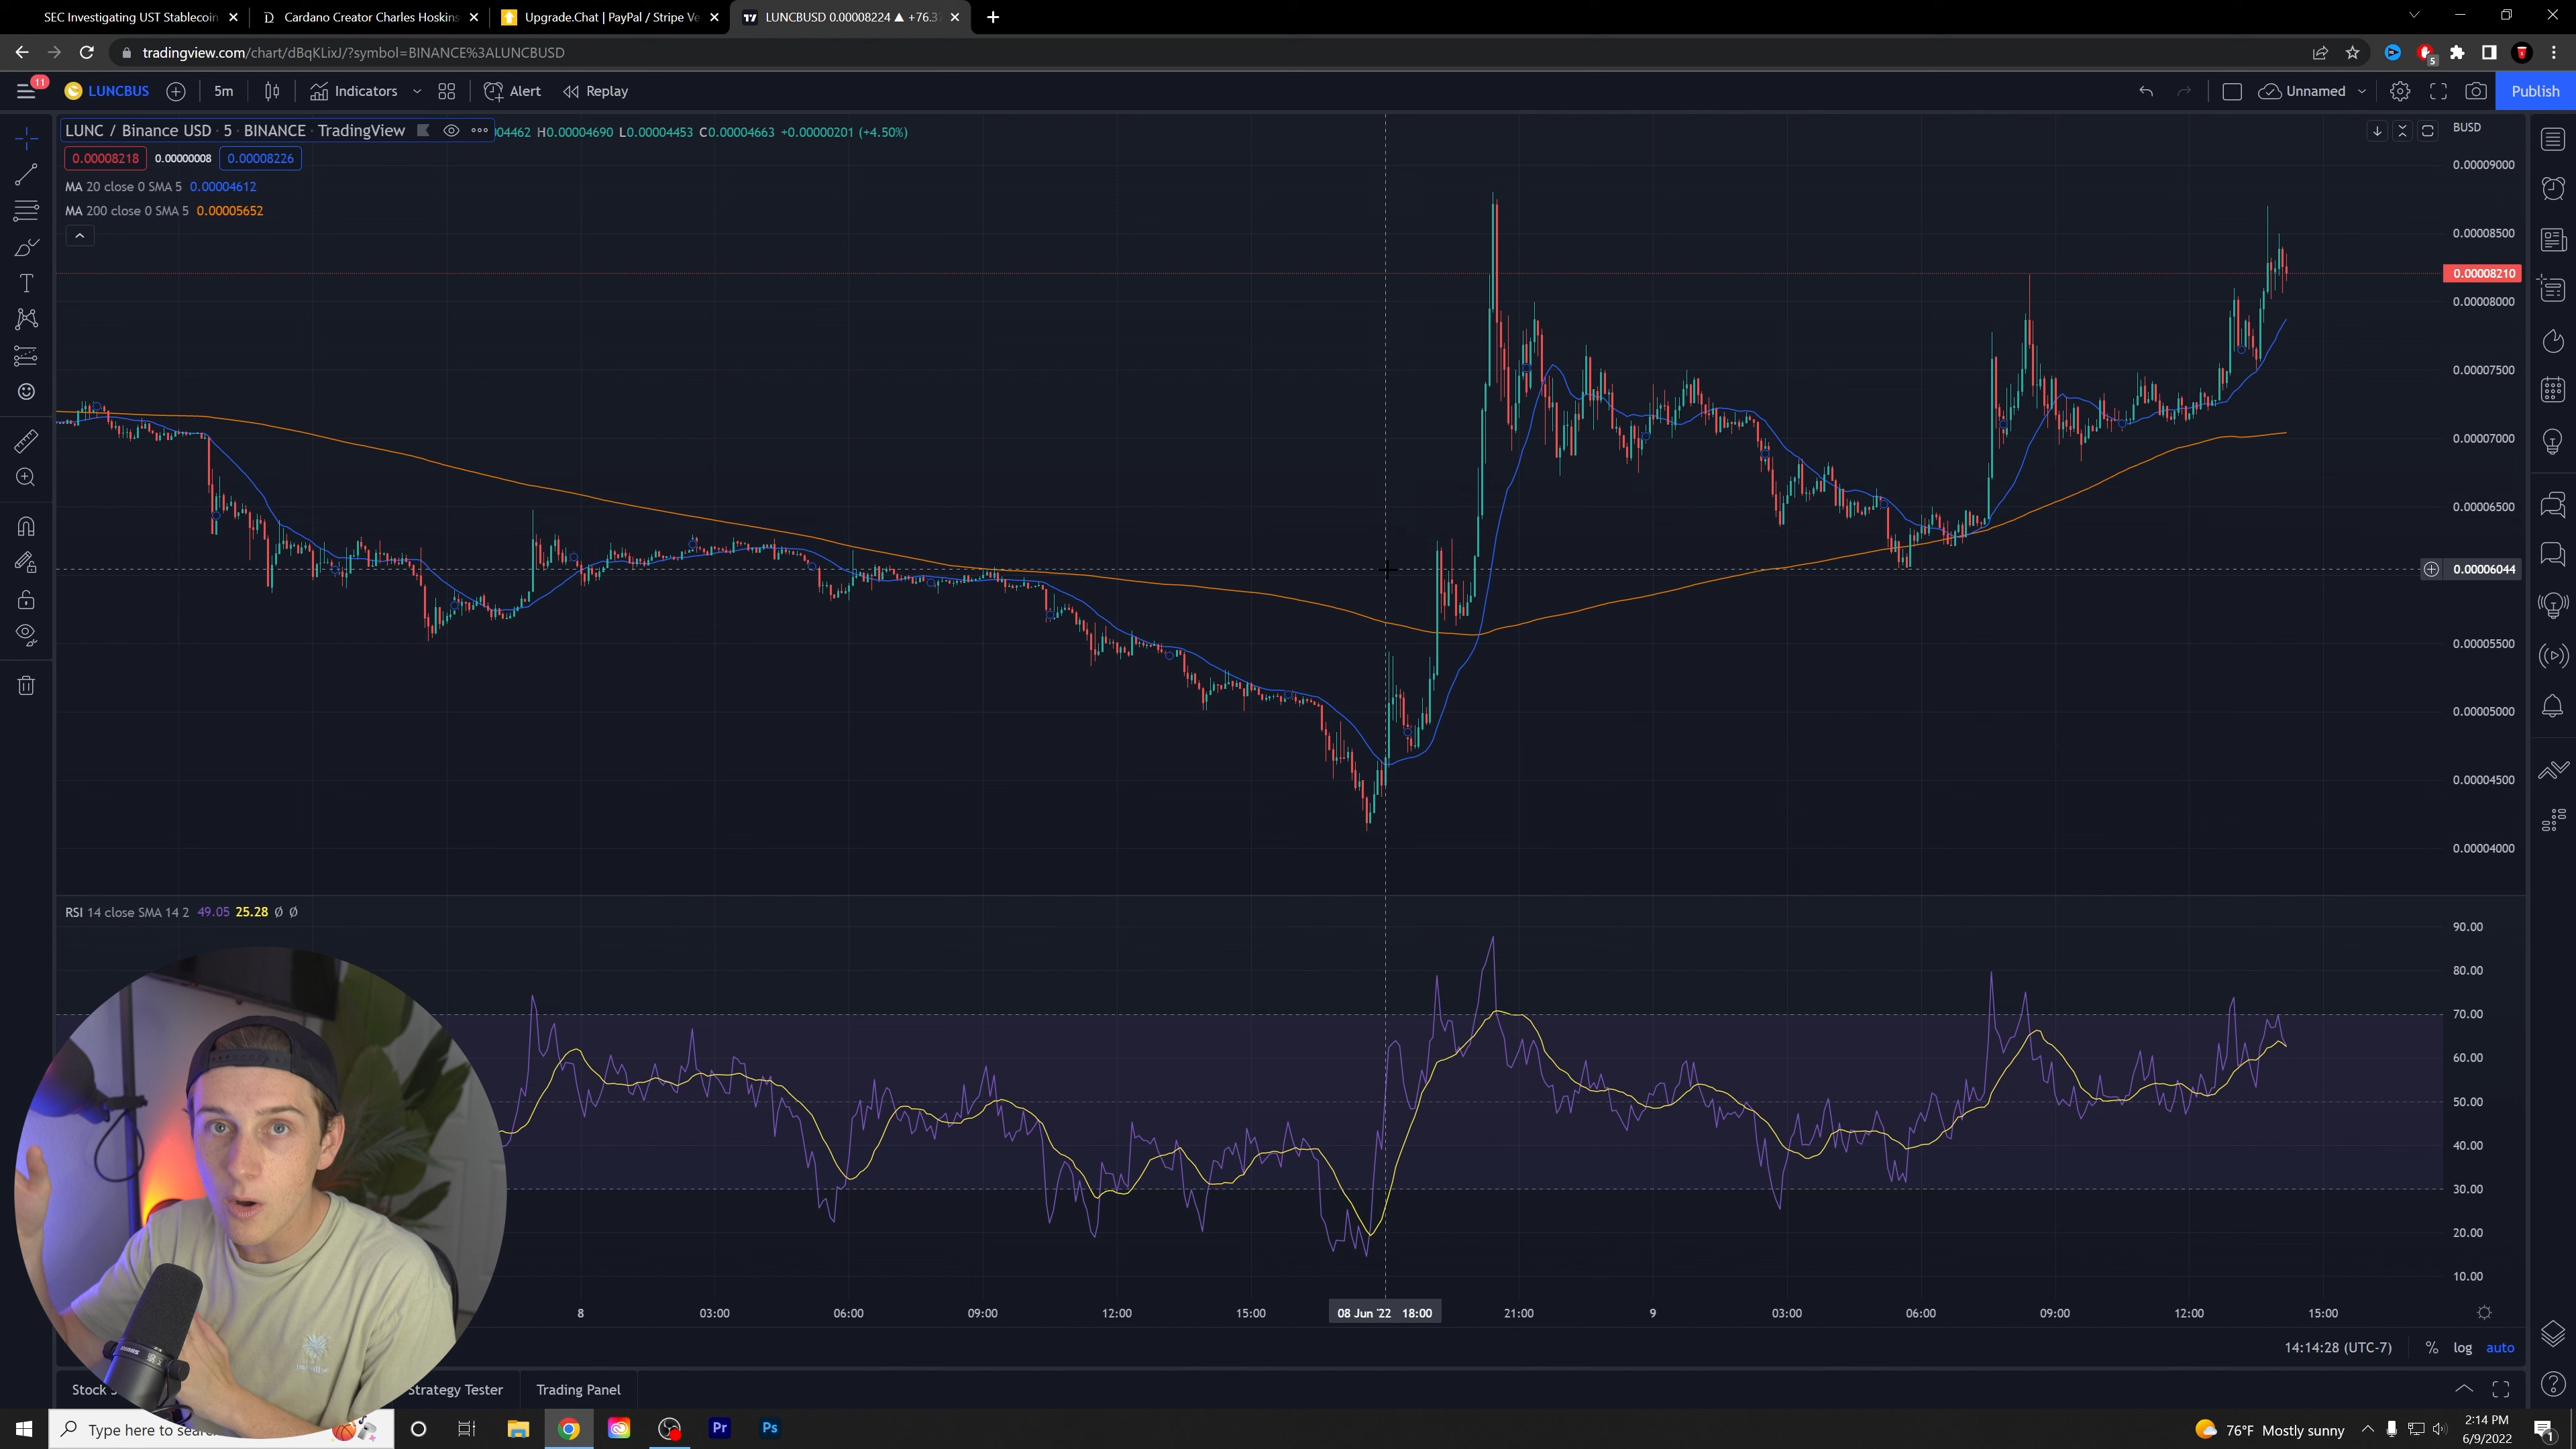 SEC Investigating UST Stablecoin
Cardano Creator Charles Hoskins
Upgrade.Chat | PayPal / Stripe Ve
LUNCBUSD 0.00008224 ▲ +76.3
tradingview.com/chart/dBqKLixJ/?symbol=BINANCE%3ALUNCBUSD
5
11
LUNCBUS
5m
Indicators
Alert
Replay
Unnamed
Publish
LUNC / Binance USD · 5 · BINANCE · TradingView
04462 H0.00004690 L0.00004453 C0.00004663 +0.00000201 (+4.50%)
BUSD
0.00008218 0.00000008 0.00008226
MA 20 close 0 SMA 5 0.00004612
MA 200 close 0 SMA 5 0.00005652
0.00009000
0.00008500
0.00008210
0.00008000
0.00007500
0.00007000
0.00006500
0.00006044
0.00005500
0.00005000
0.00004500
0.00004000
RSI 14 close SMA 14 2 49.05 25.28 Ø Ø
90.00
80.00
70.00
60.00
50.00
40.00
30.00
20.00
10.00
8 03:00 06:00 09:00 12:00 15:00 08 Jun '22 18:00 21:00 9 03:00 06:00 09:00 12:00 15:00
14:14:28 (UTC-7) % log auto
Stock Strategy Tester Trading Panel
Type here to sear
Pr
Ps
76°F Mostly sunny
2:14 PM
6/9/2022
1